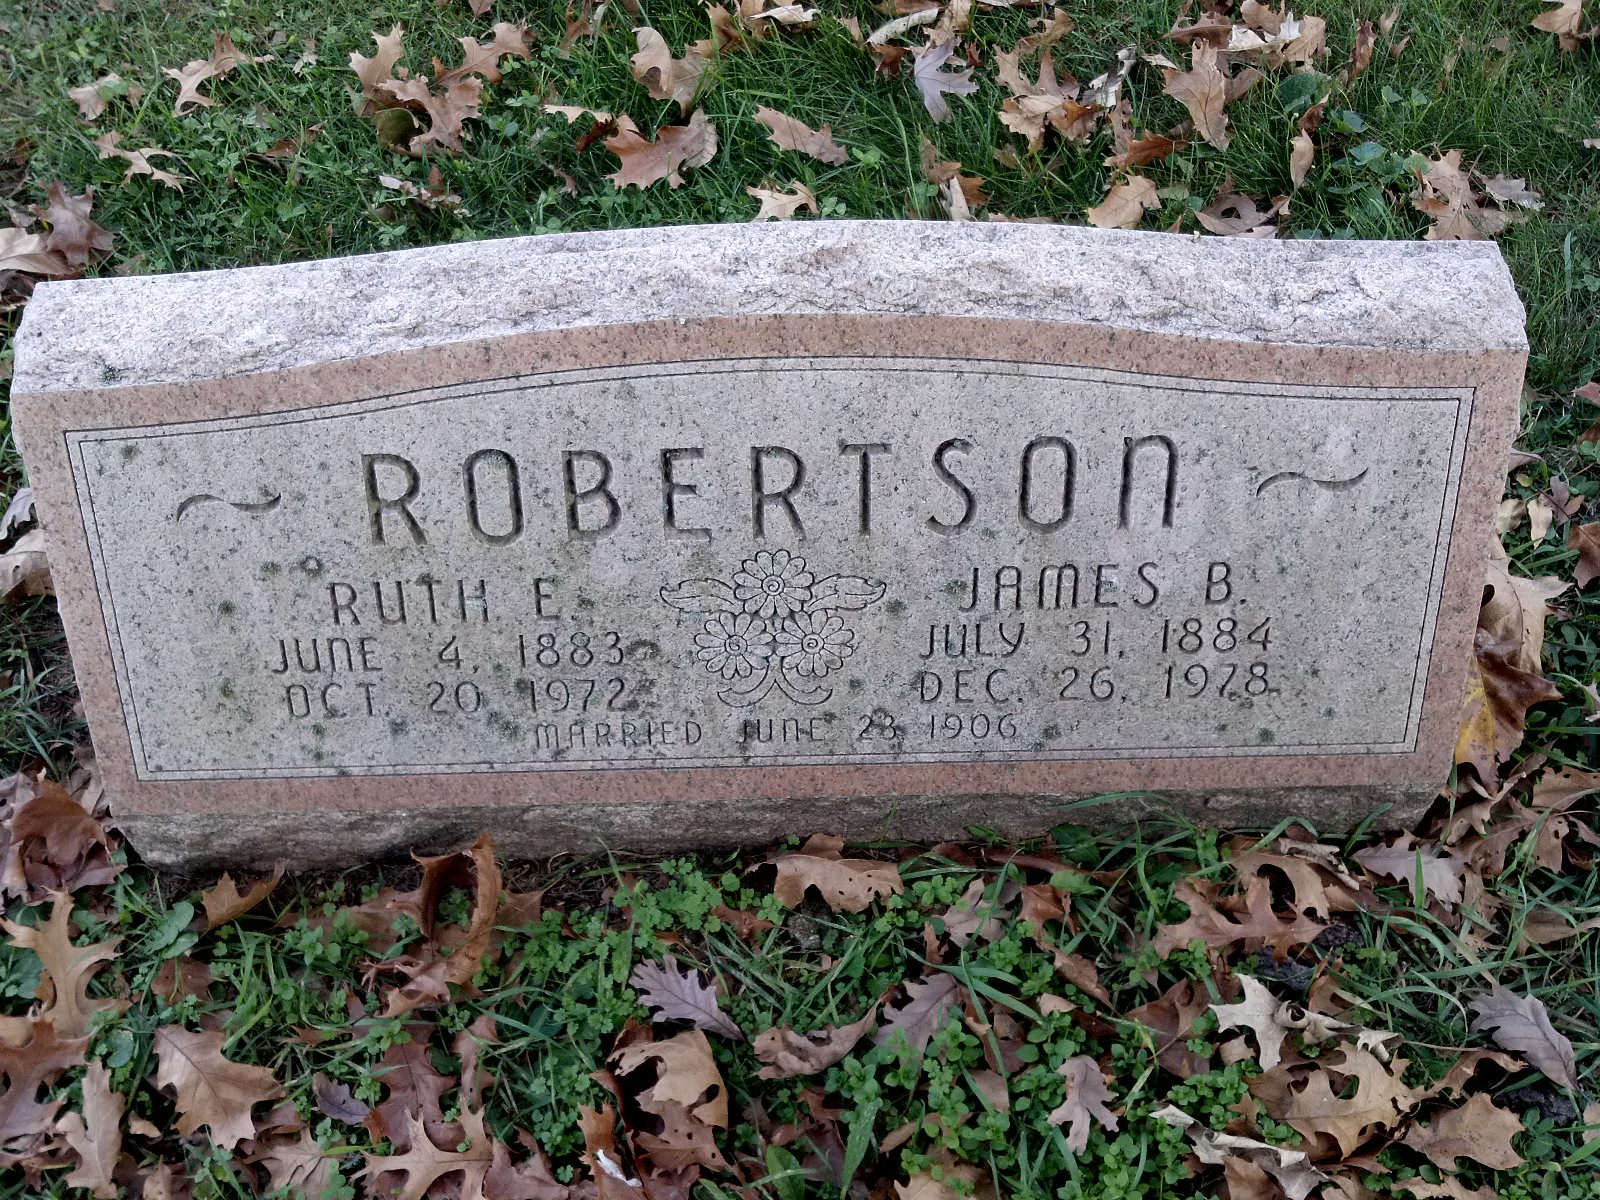 ROBERTSON
RUTH E.
JUNE 4, 1883
OCT. 20 1972
JAMES B.
JULY 31, 1884
DEC. 26, 1978
MARRIED JUNE 23 1906